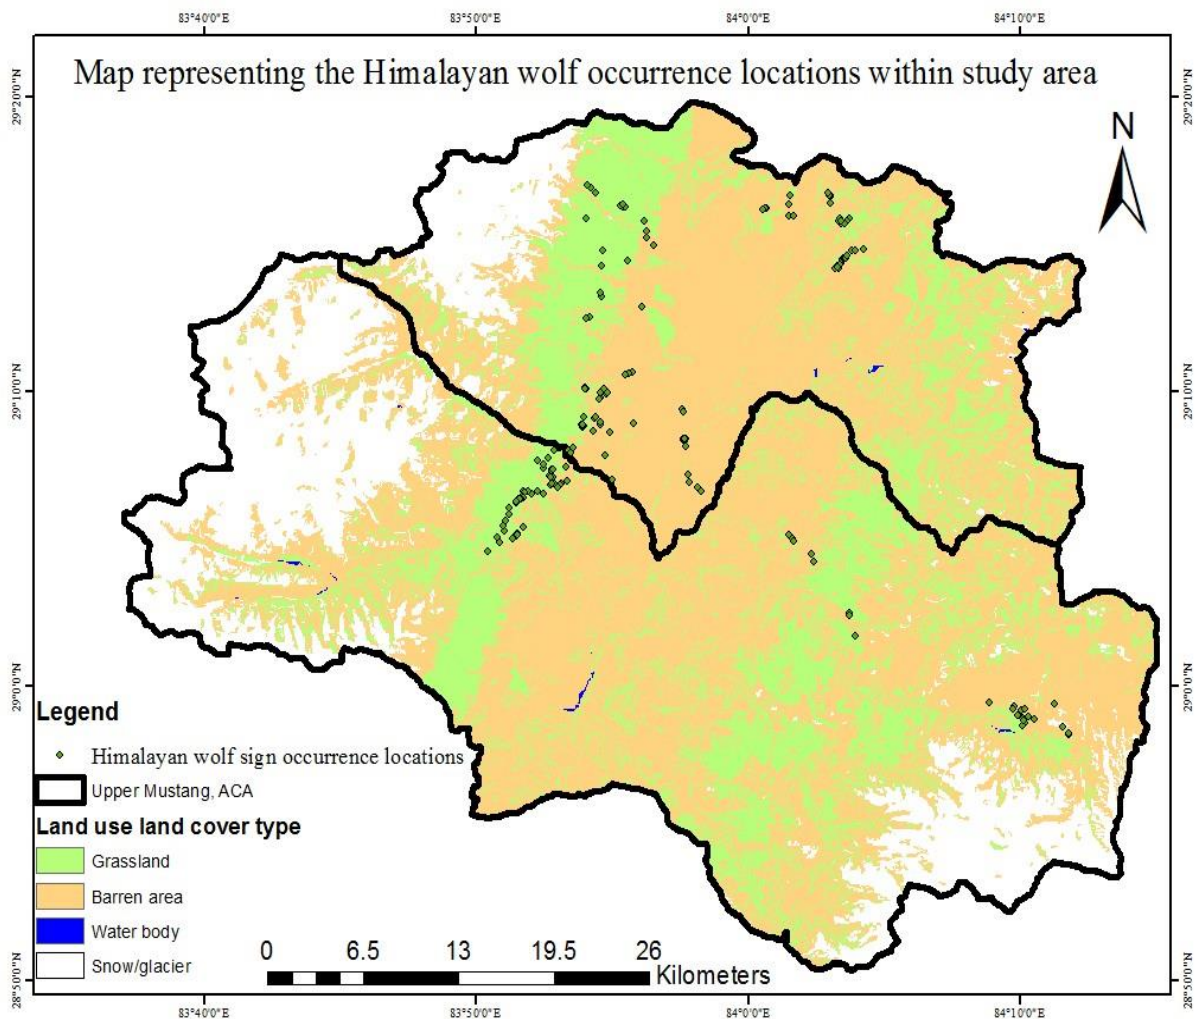 83°40'0"E 83°50'0"E 84°0'0"E 84°10'0"E
Map representing the Himalayan wolf occurrence locations within study area
N
29°20'0"N 29°20'0"N
29°10'0"N 29°10'0"N
29°0'0"N 29°0'0"N
28°50'0"N 28°50'0"N
Legend
Himalayan wolf sign occurrence locations
Upper Mustang, ACA
Land use land cover type
Grassland
Barren area
Water body
Snow/glacier
0 6.5 13 19.5 26
Kilometers
83°40'0"E 83°50'0"E 84°0'0"E 84°10'0"E